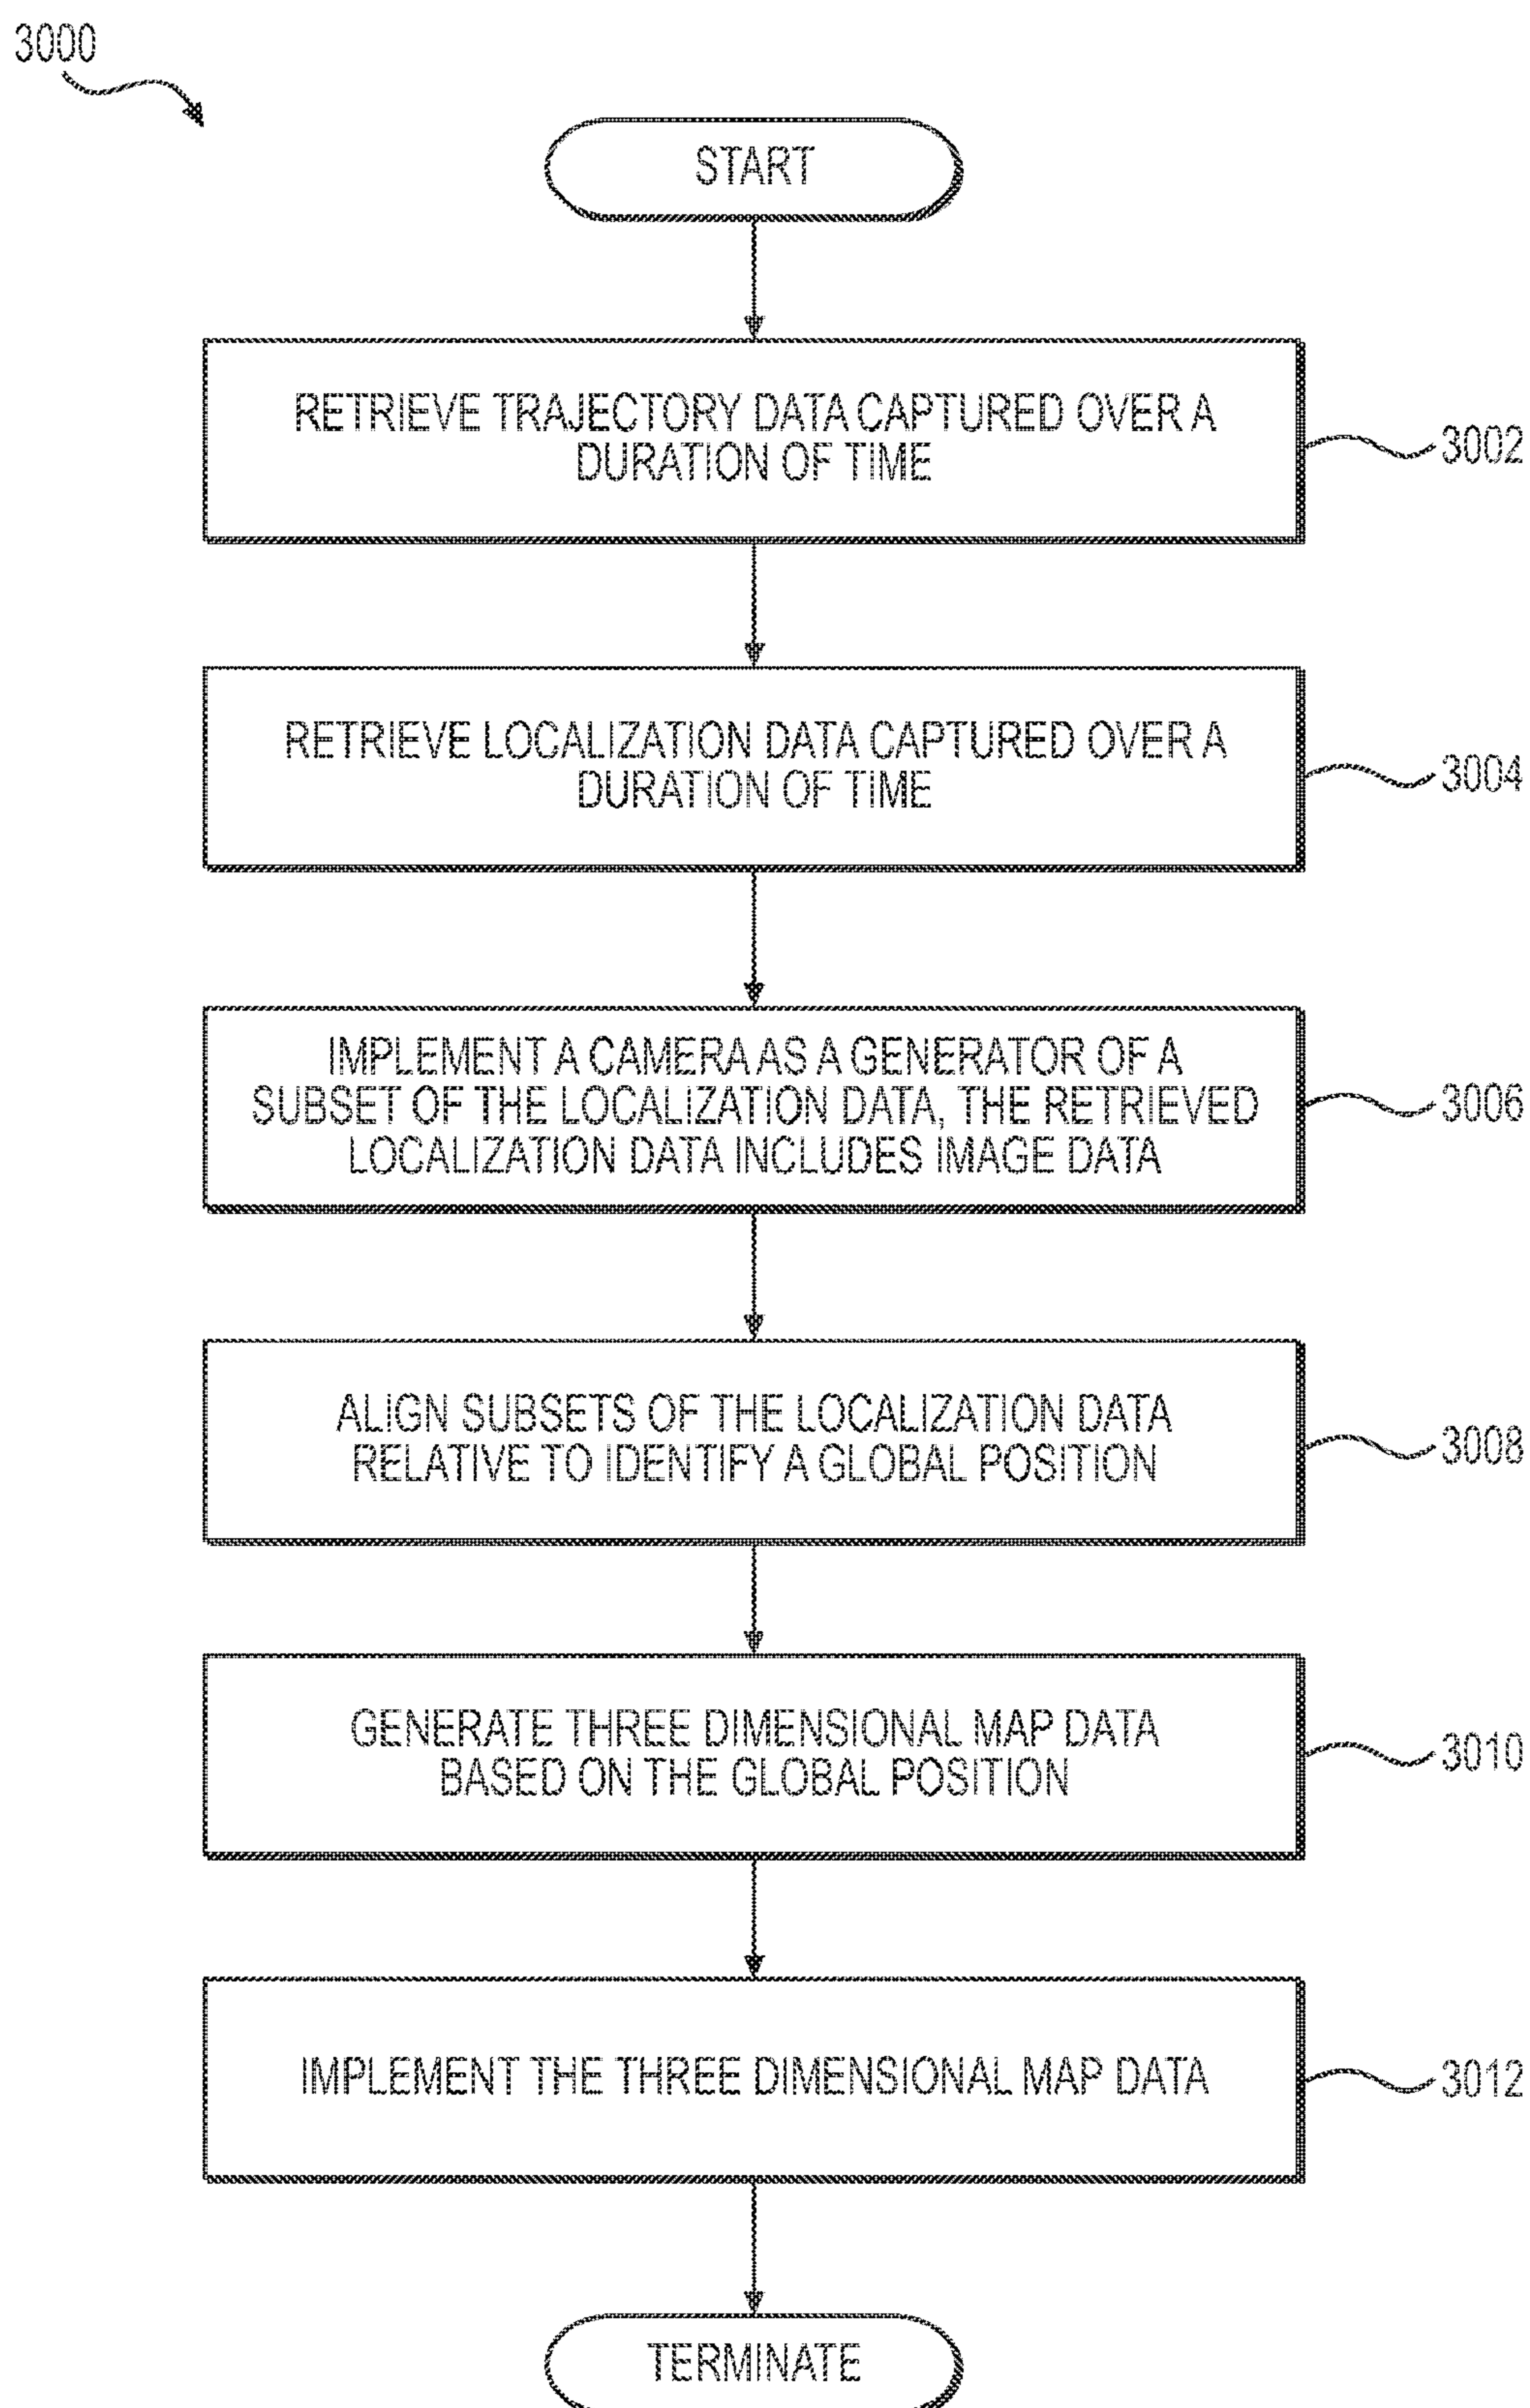 3000
START
RETRIEVE TRAJECTORY DATA CAPTURED OVER A
DURATION OF TIME
3002
RETRIEVE LOCALIZATION DATA CAPTURED OVER A
DURATION OF TIME
3004
IMPLEMENT A CAMERA AS A GENERATOR OF A
SUBSET OF THE LOCALIZATION DATA, THE RETRIEVED
LOCALIZATION DATA INCLUDES IMAGE DATA
3006
ALIGN SUBSETS OF THE LOCALIZATION DATA
RELATIVE TO IDENTIFY A GLOBAL POSITION
3008
GENERATE THREE DIMENSIONAL MAP DATA
BASED ON THE GLOBAL POSITION
3010
IMPLEMENT THE THREE DIMENSIONAL MAP DATA
3012
TERMINATE